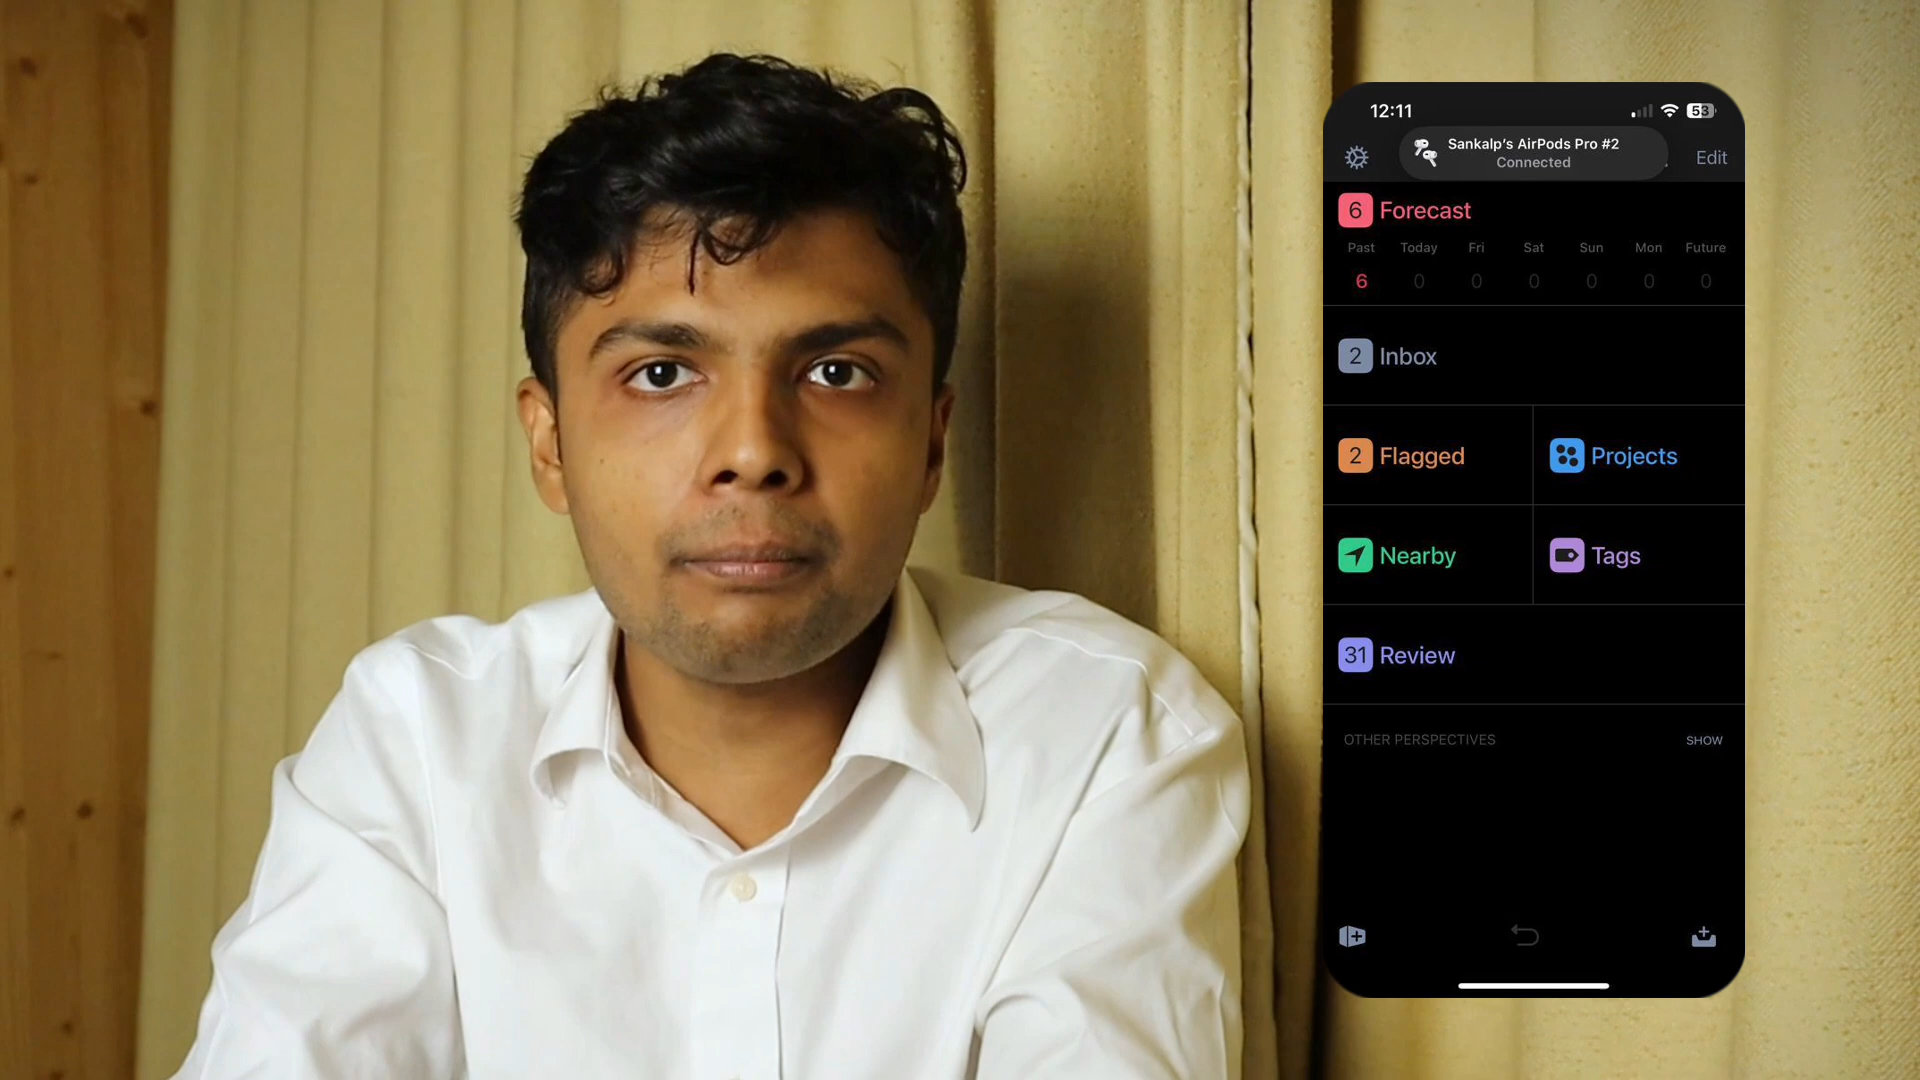 12:11
53
Sankalp’s AirPods Pro #2
Connected
Edit
6 Forecast
Past Today Fri Sat Sun Mon Future
6 0 0 0 0 0 0
2 Inbox
2 Flagged
Projects
Nearby
Tags
31 Review
OTHER PERSPECTIVES SHOW